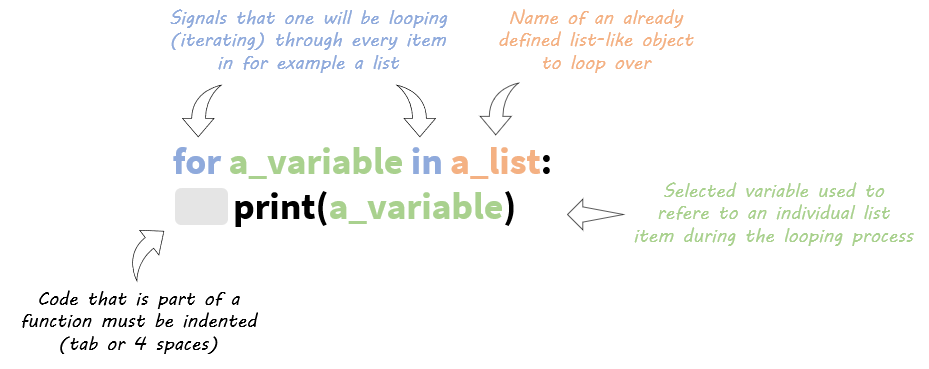 Signals that one will be looping
(iterating) through every item
in for example a list
Name of an already
defined list-like object
to loop over
for a_variable in a_list:
print(a_variable)
Selected variable used to
refere to an individual list
item during the looping process
Code that is part of a
function must be indented
(tab or 4 spaces)